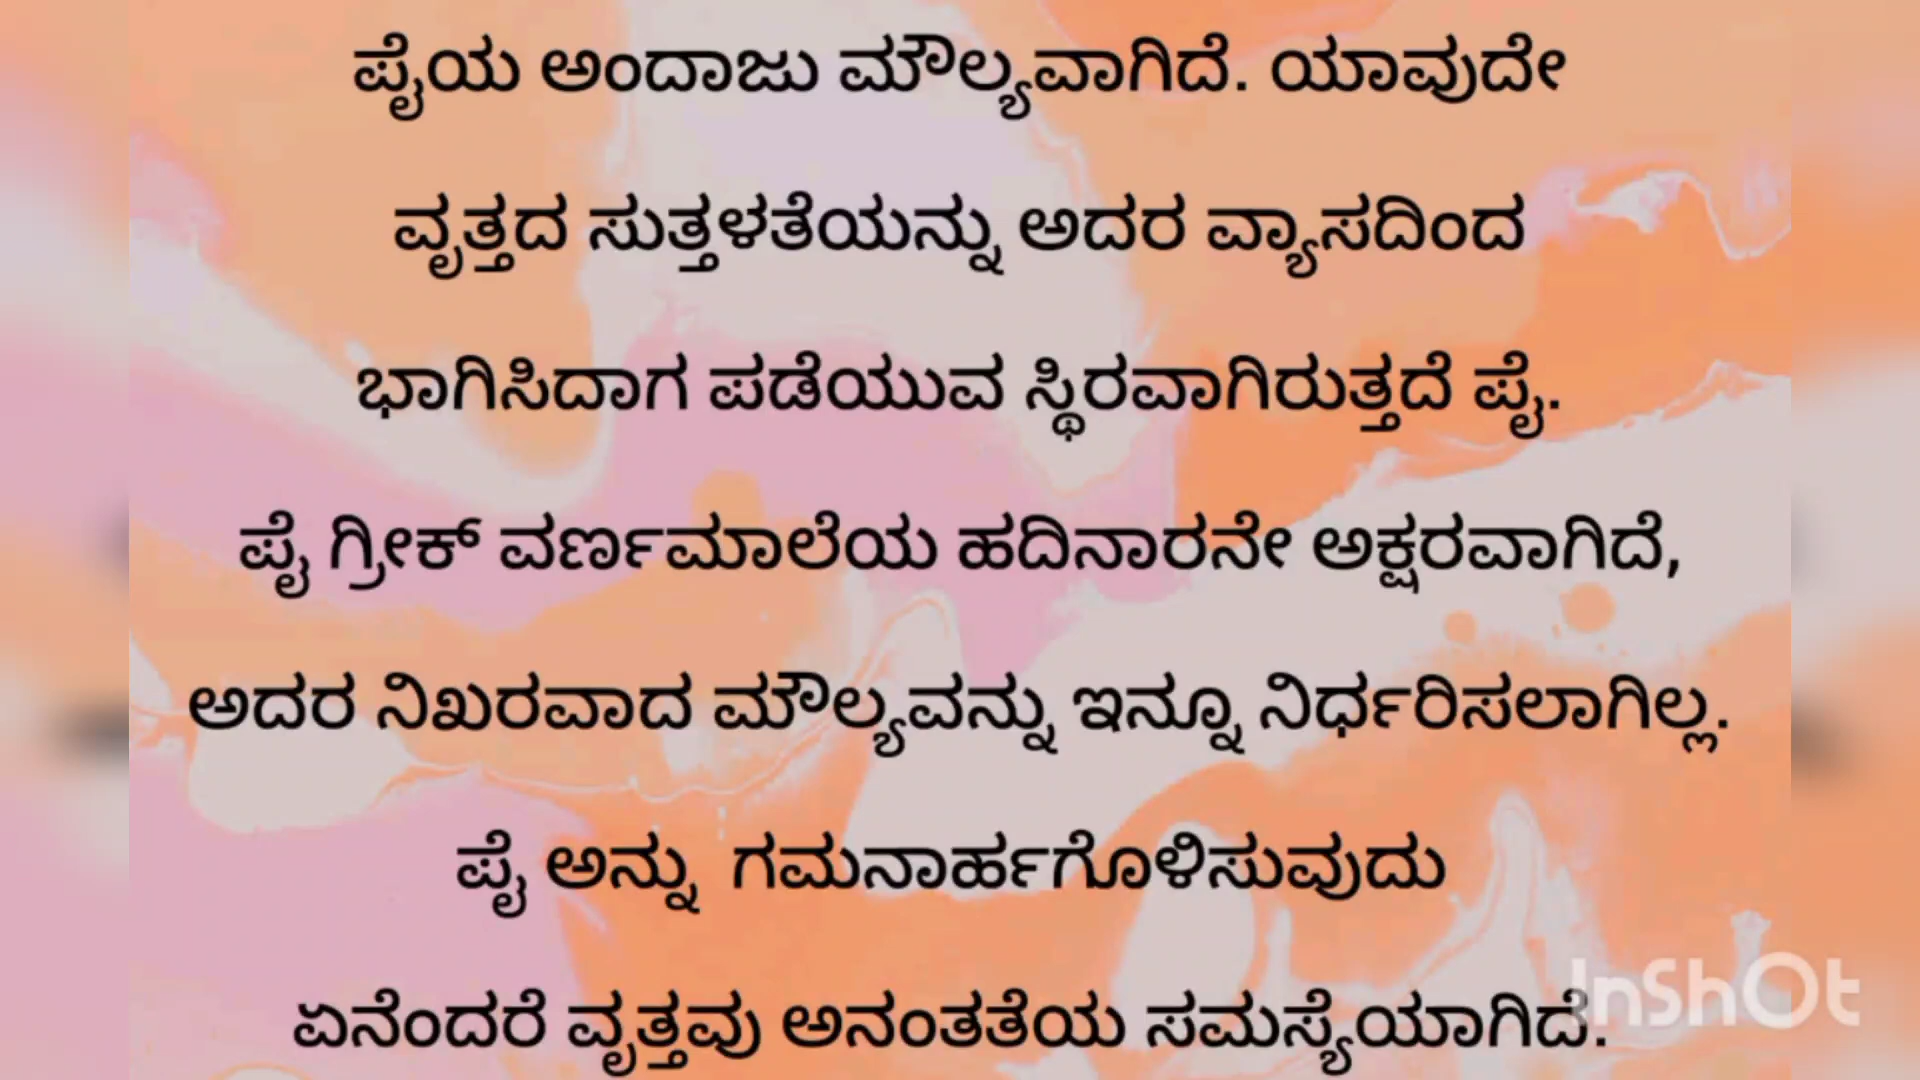 ಪೈಯ ಅಂದಾಜು ಮೌಲ್ಯವಾಗಿದೆ. ಯಾವುದೇ
ವೃತ್ತದ ಸುತ್ತಳತೆಯನ್ನು ಅದರ ವ್ಯಾಸದಿಂದ
ಭಾಗಿಸಿದಾಗ ಪಡೆಯುವ ಸ್ಥಿರವಾಗಿರುತ್ತದೆ ಪೈ.
ಪೈ ಗ್ರೀಕ್ ವರ್ಣಮಾಲೆಯ ಹದಿನಾರನೇ ಅಕ್ಷರವಾಗಿದೆ,
ಅದರ ನಿಖರವಾದ ಮೌಲ್ಯವನ್ನು ಇನ್ನೂ ನಿರ್ಧರಿಸಲಾಗಿಲ್ಲ.
ಪೈ ಅನ್ನು ಗಮನಾರ್ಹಗೊಳಿಸುವುದು
ಏನೆಂದರೆ ವೃತ್ತವು ಅನಂತತೆಯ ಸಮಸ್ಯೆಯಾಗಿದೆ.
InShOt